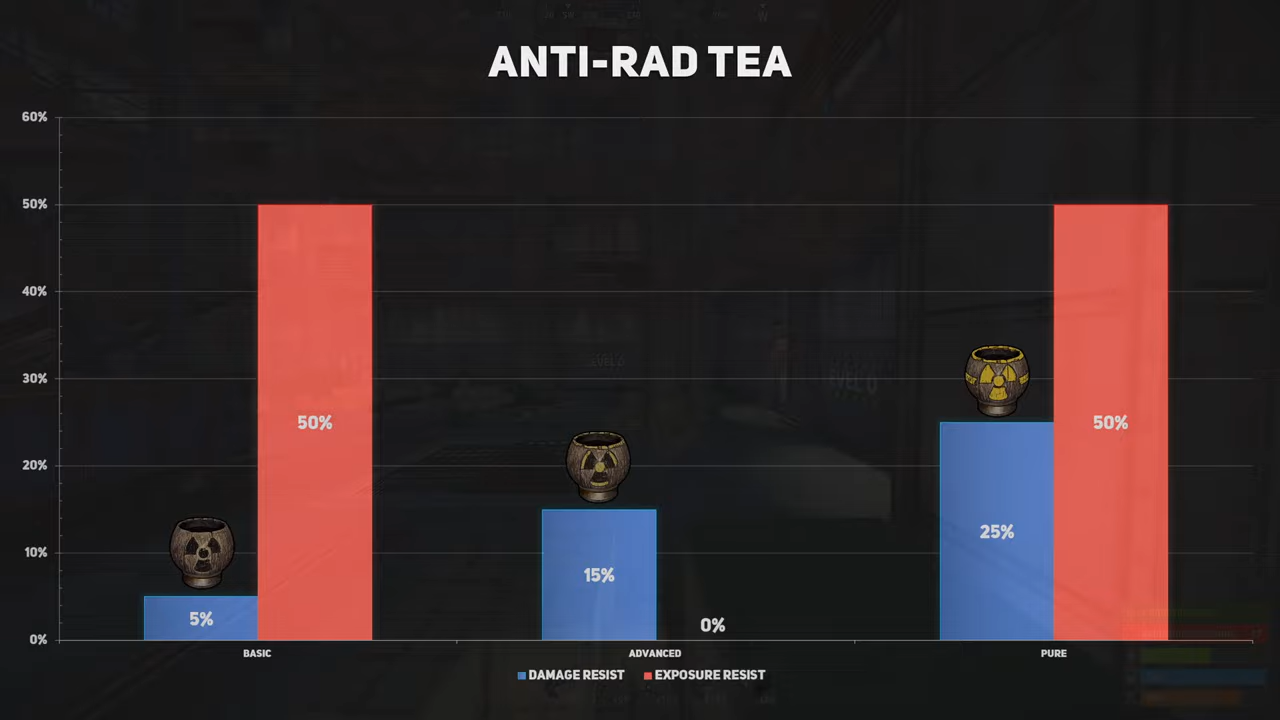 ANTI-RAD TEA
60%
50%
40%
30%
20%
10%
0%
50%
5%
15%
0%
25%
50%
BASIC
ADVANCED
PURE
DAMAGE RESIST
EXPOSURE RESIST